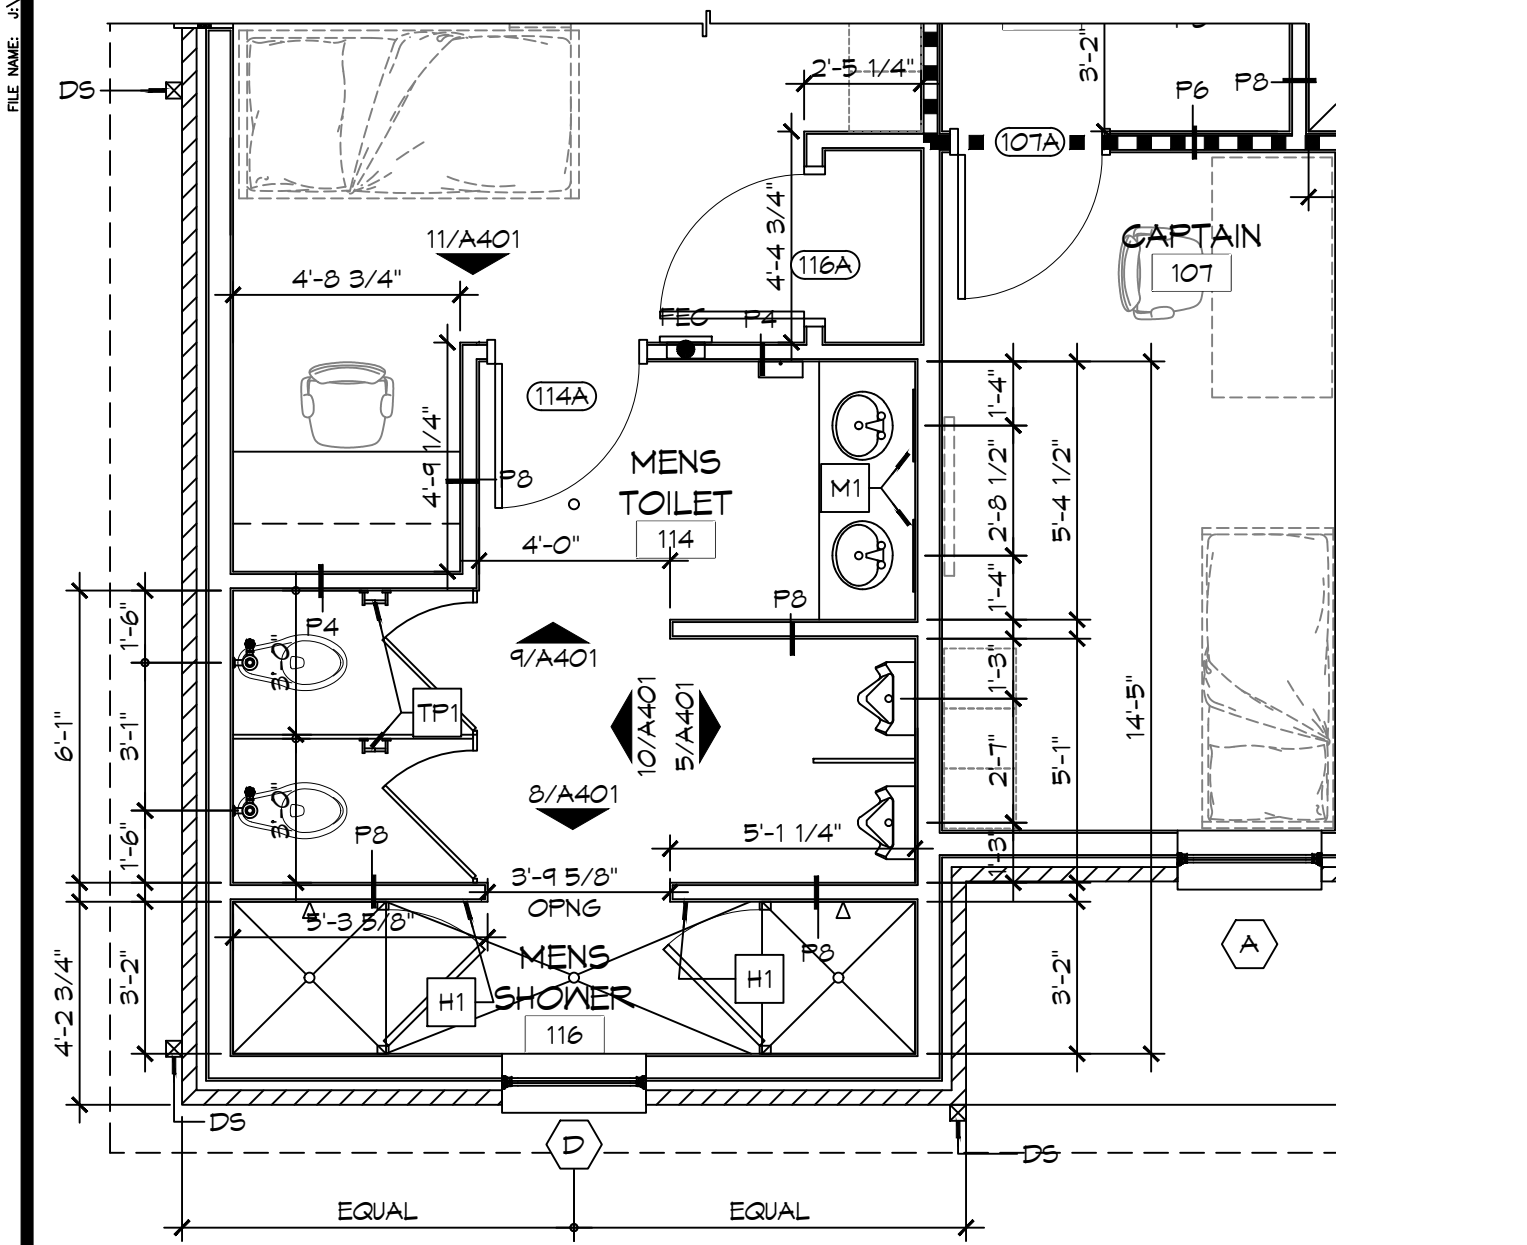 FILE NAME: J:\
DS
2'-5 1/4"
3'-2"
P6
P8
107A
11/A401
4'-4 3/4"
116A
CAPTAIN
107
4'-8 3/4"
FEC
P4
114A
4'-9 1/4"
P8
MENS
TOILET
114
M1
4'-0"
1'-4"
2'-8 1/2"
5'-4 1/2"
1'-4"
P8
P4
1'-6"
3'-0"
9/A401
6'-1"
3'-1"
TP1
10/A401
5/A401
1'-3"
14'-5"
2'-7"
5'-1"
3'-0"
8/A401
1'-6"
P8
5'-1 1/4"
1'-3"
3'-9 5/8"
OPNG
5'-3 5/8"
P8
MENS
SHOWER
116
H1
H1
4'-2 3/4"
3'-2"
3'-2"
A
DS
D
DS
EQUAL
EQUAL